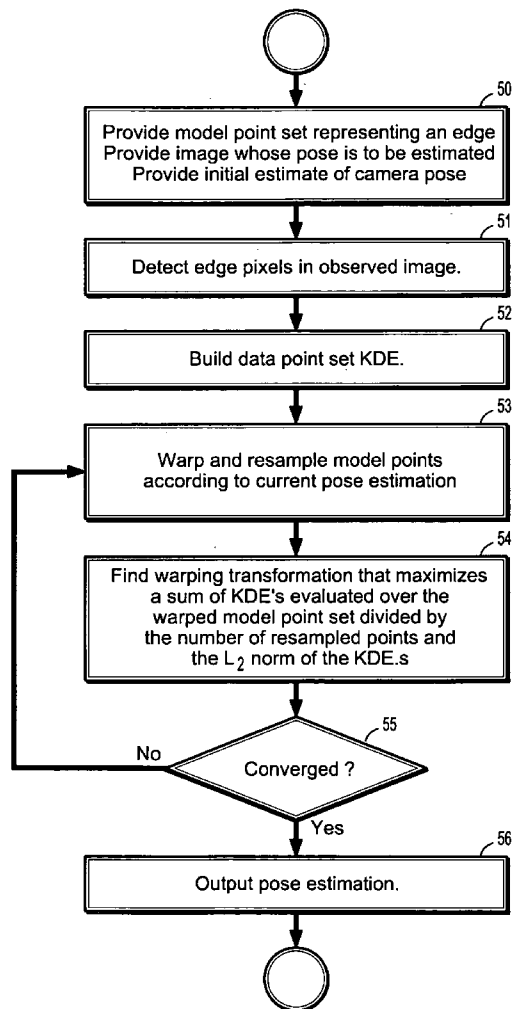 50
Provide model point set representing an edge
Provide image whose pose is to be estimated
Provide initial estimate of camera pose
51
Detect edge pixels in observed image.
52
Build data point set KDE.
53
Warp and resample model points
according to current pose estimation
54
Find warping transformation that maximizes
a sum of KDE's evaluated over the
warped model point set divided by
the number of resampled points and
the L2 norm of the KDE.s
55
No
Converged ?
Yes
56
Output pose estimation.